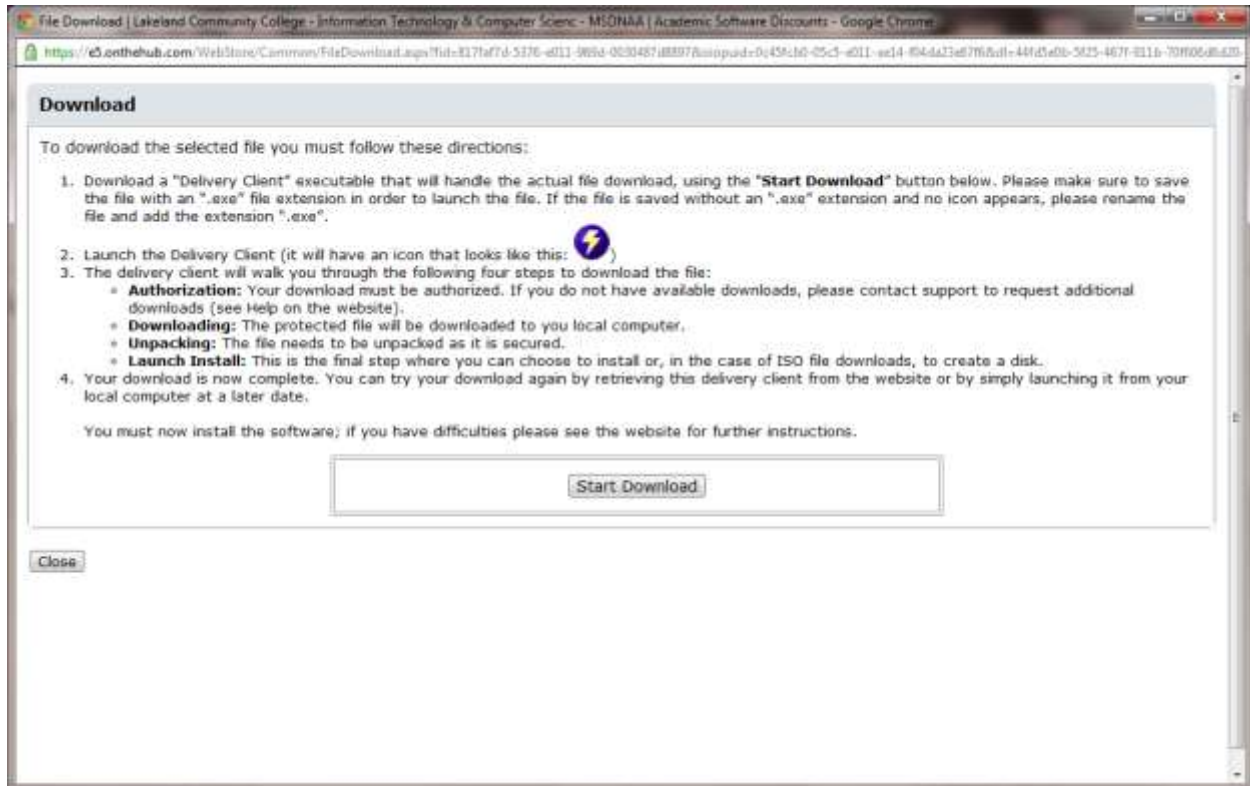 File Download | Lakeland Community College - Information Technology & Computer Scienc - MSDNAA | Academic Software Discounts - Google Chrome
https://e5.onthehub.com/WebStore/Common/FileDownload.aspx
Download
To download the selected file you must follow these directions:
1. Download a "Delivery Client" executable that will handle the actual file download, using the "Start Download" button below. Please make sure to save
the file with an ".exe" file extension in order to launch the file. If the file is saved without an ".exe" extension and no icon appears, please rename the
file and add the extension ".exe".
2. Launch the Delivery Client (it will have an icon that looks like this: )
3. The delivery client will walk you through the following four steps to download the file:
Authorization: Your download must be authorized. If you do not have available downloads, please contact support to request additional
downloads (see Help on the website).
Downloading: The protected file will be downloaded to you local computer.
Unpacking: The file needs to be unpacked as it is secured.
Launch Install: This is the final step where you can choose to install or, in the case of ISO file downloads, to create a disk.
4. Your download is now complete. You can try your download again by retrieving this delivery client from the website or by simply launching it from your
local computer at a later date.
You must now install the software; if you have difficulties please see the website for further instructions.
Start Download
Close